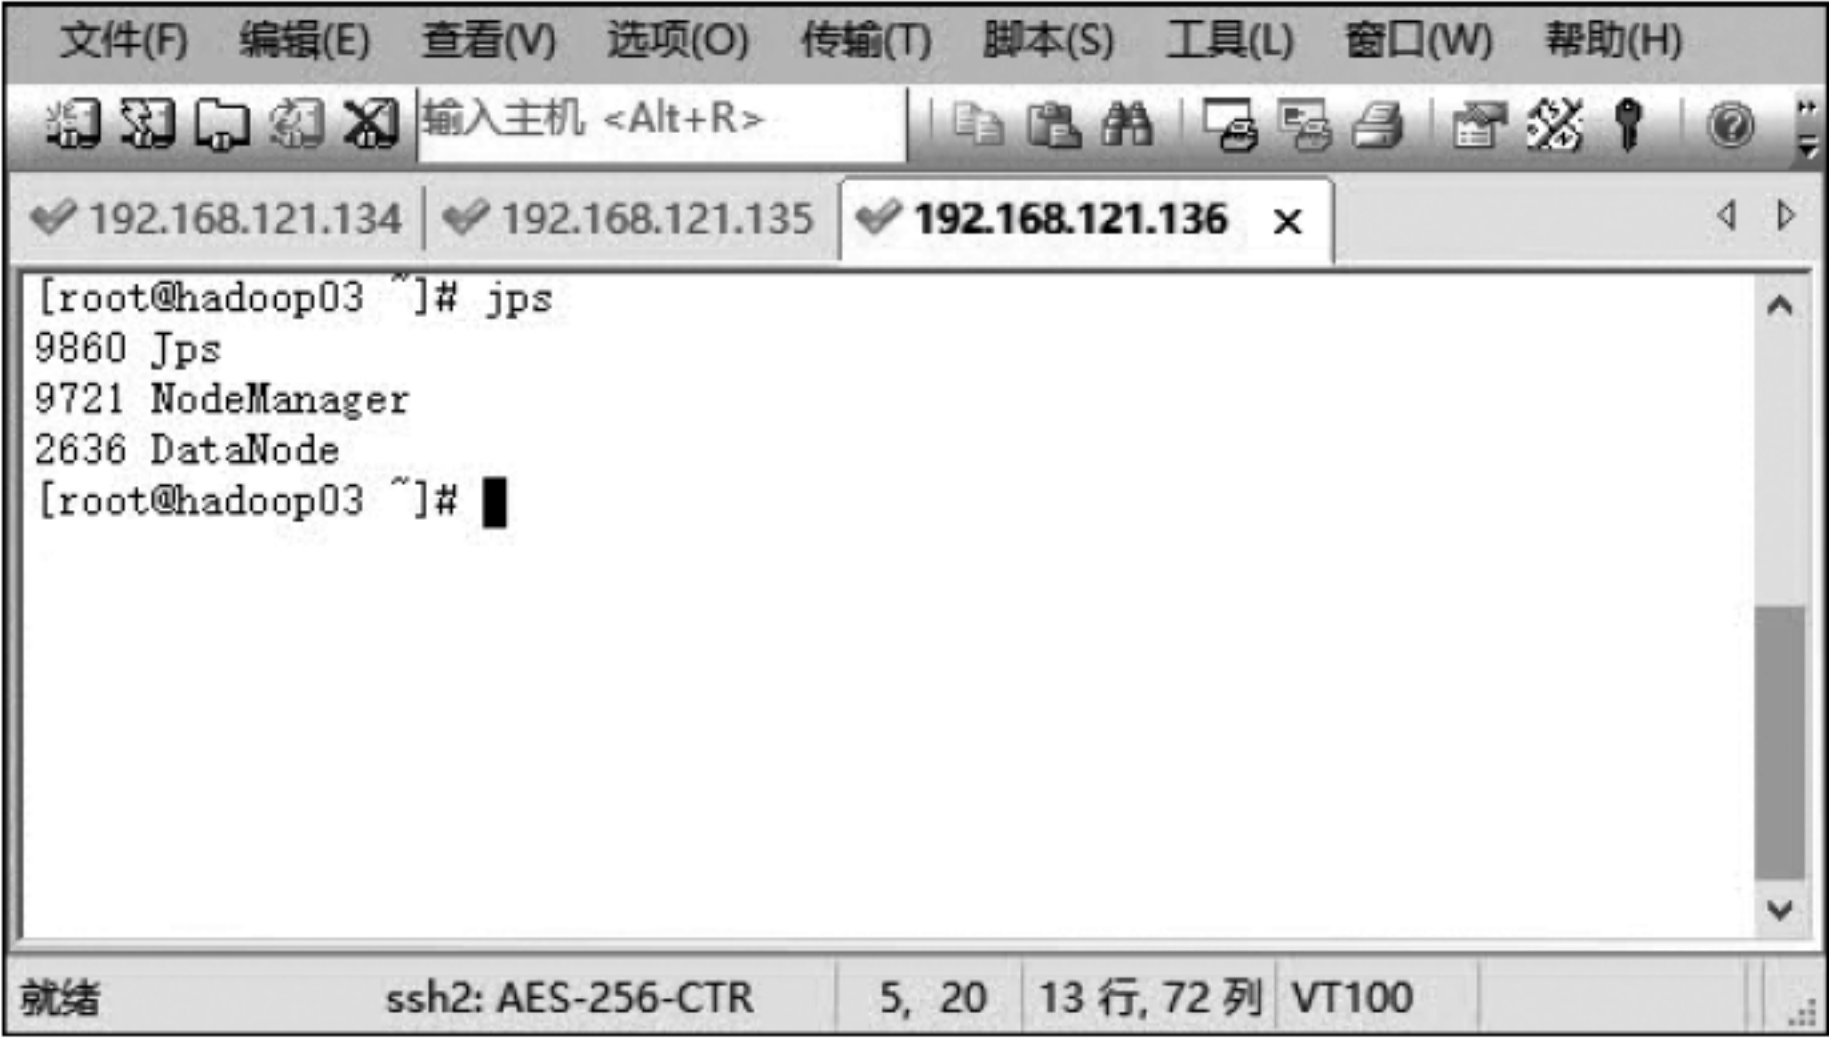 文件(F) 编辑(E) 查看(V) 选项(O) 传输(T) 脚本(S) 工具(L) 窗口(W) 帮助(H)
输入主机 <Alt+R>
192.168.121.134 192.168.121.135 192.168.121.136
[root@hadoop03 ~]# jps
9860 Jps
9721 NodeManager
2636 DataNode
[root@hadoop03 ~]#
就绪 ssh2: AES-256-CTR 5, 20 13 行, 72 列 VT100